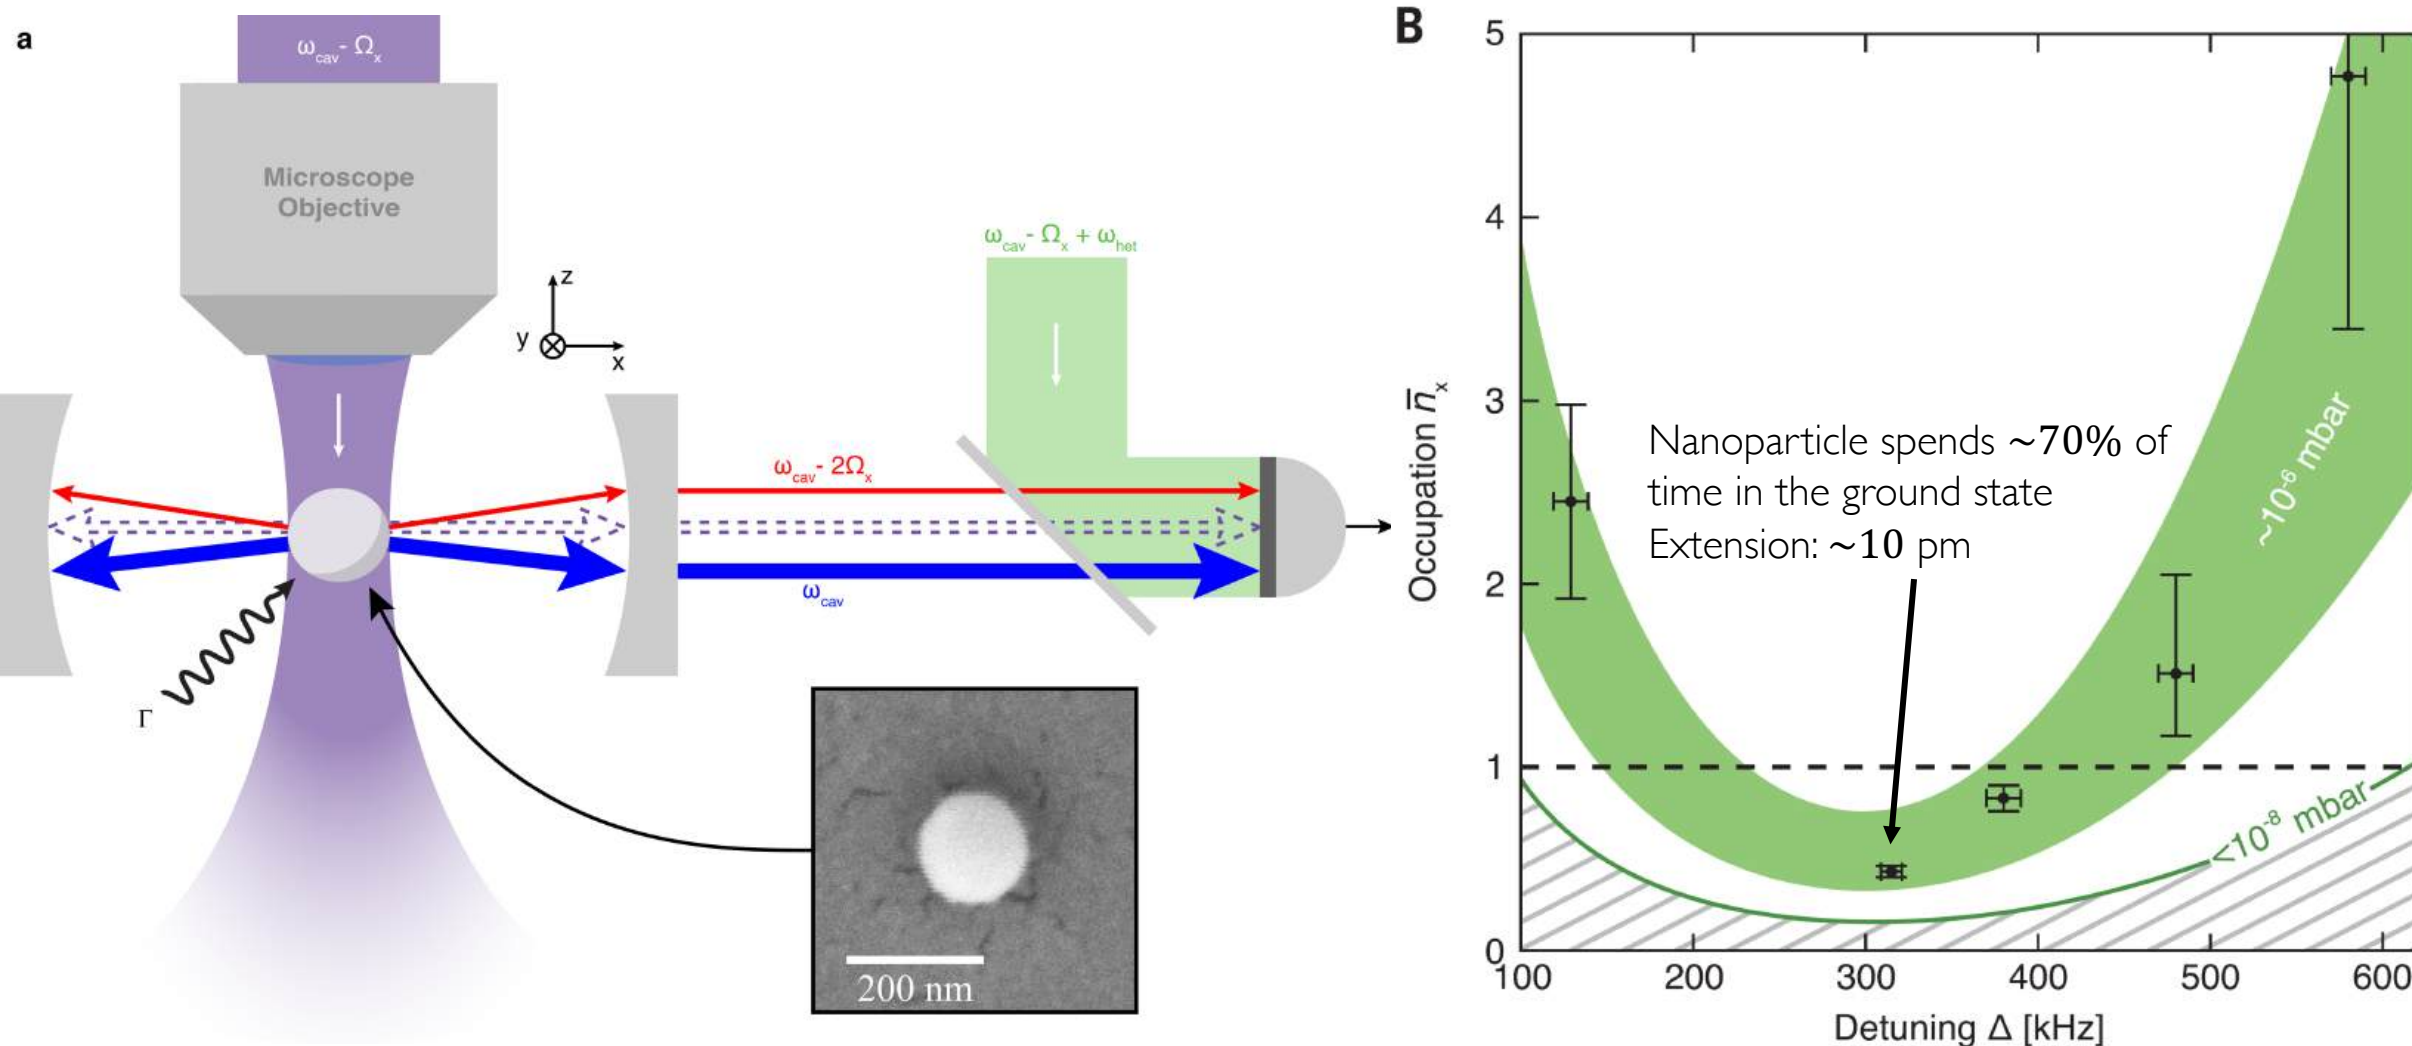 a
ω_cav - Ω_x
Microscope
Objective
z
y
x
ω_cav - Ω_x + ω_het
ω_cav - 2Ω_x
ω_cav
Γ
200 nm
B
5
4
3
2
1
0
Occupation n̅_x
Nanoparticle spends ~70% of
time in the ground state
Extension: ~10 pm
~10⁻⁶ mbar
<10⁻⁸ mbar
100
200
300
400
500
600
Detuning Δ [kHz]